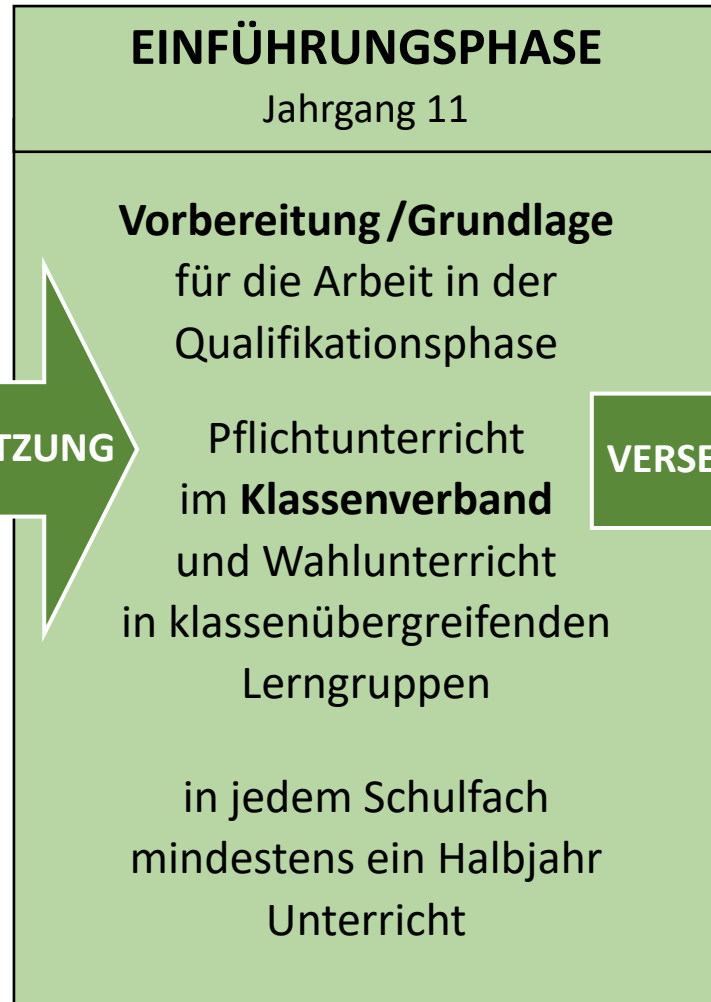 EINFÜHRUNGSPHASE
Jahrgang 11
Vorbereitung/Grundlage
für die Arbeit in der
Qualifikationsphase
TZUNG
Pflichtunterricht
im Klassenverband
und Wahlunterricht
in klassenübergreifenden
Lerngruppen
VERSE
in jedem Schulfach
mindestens ein Halbjahr
Unterricht